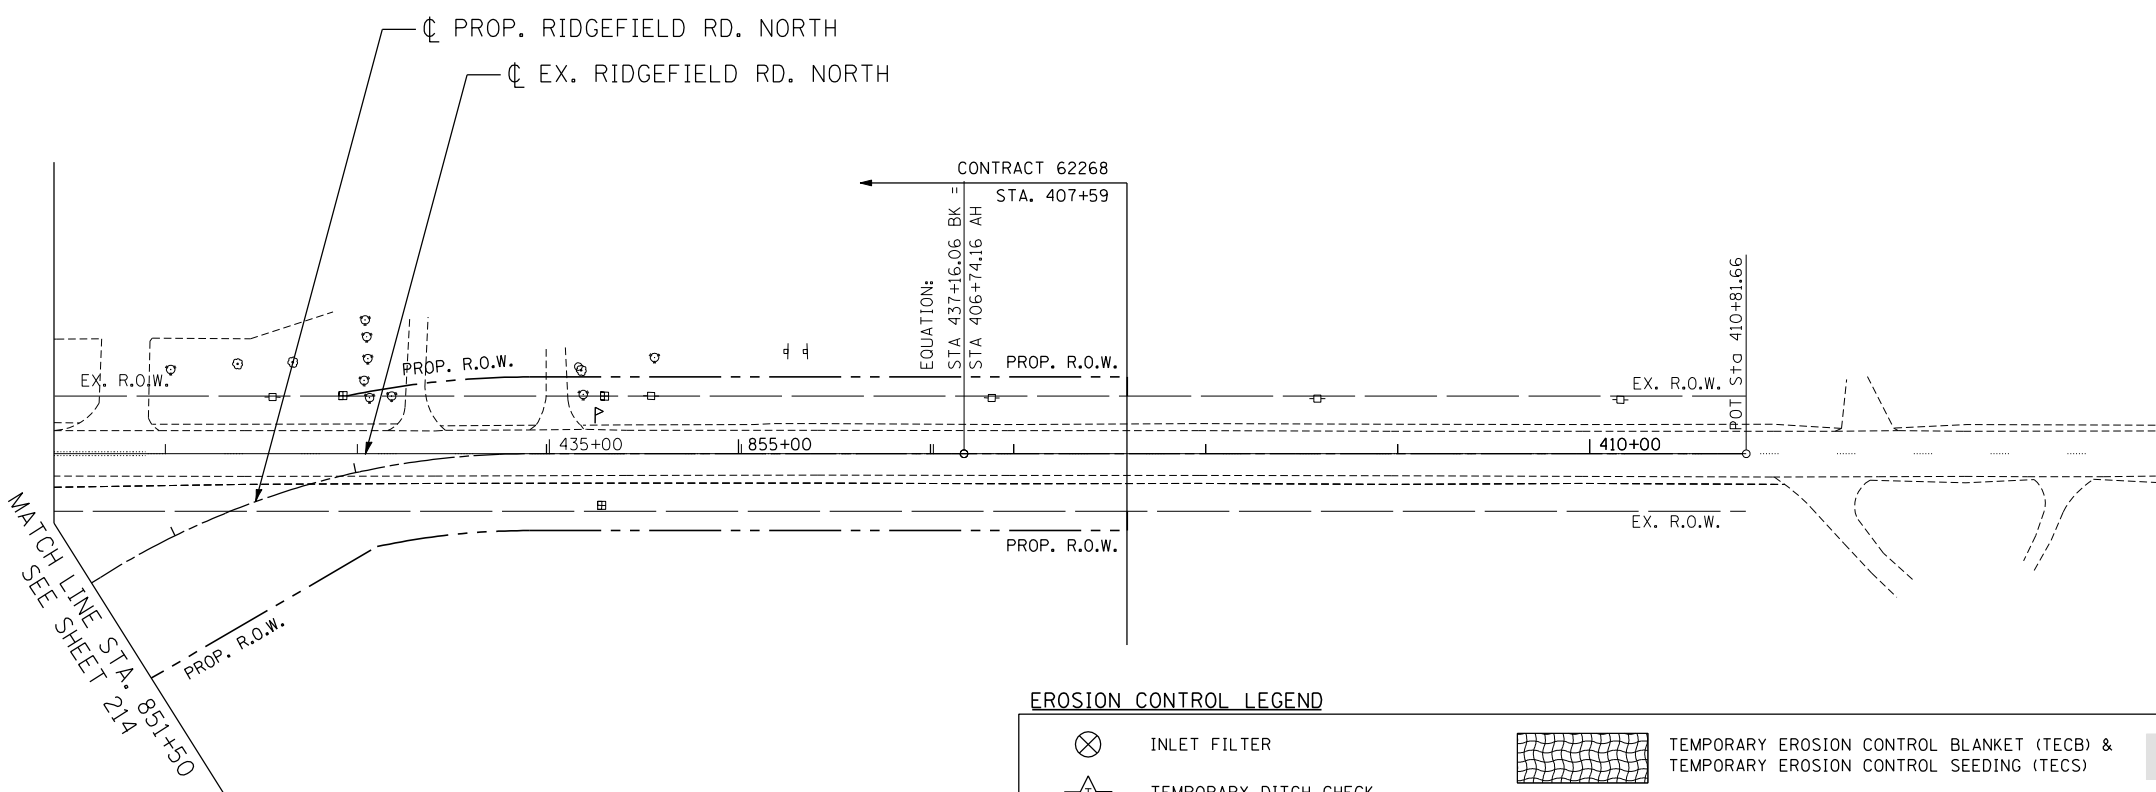 ℄ PROP. RIDGEFIELD RD. NORTH
℄ EX. RIDGEFIELD RD. NORTH
CONTRACT 62268
STA. 407+59
EQUATION:
STA 437+16.06 BK =
STA 406+74.16 AH
POT Sta 410+81.66
PROP. R.O.W.
PROP. R.O.W.
EX. R.O.W.
EX. R.O.W.
435+00
855+00
410+00
EX. R.O.W.
PROP. R.O.W.
PROP. R.O.W.
MATCH LINE STA. 851+50
SEE SHEET 214
EROSION CONTROL LEGEND
INLET FILTER
TEMPORARY EROSION CONTROL BLANKET (TECB) &
TEMPORARY EROSION CONTROL SEEDING (TECS)
TEMPORARY DITCH CHECK